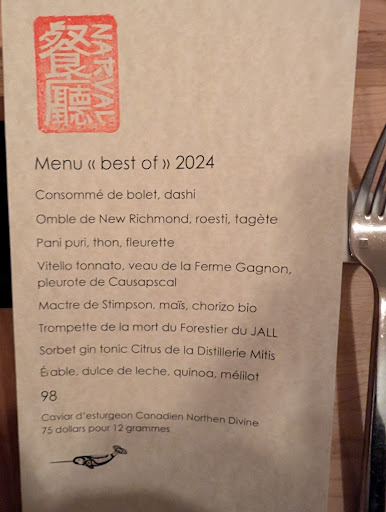 餐廳
NARVAL
Menu « best of » 2024
Consommé de bolet, dashi
Omble de New Richmond, roesti, tagète
Pani puri, thon, fleurette
Vitello tonnato, veau de la Ferme Gagnon,
pleurote de Causapscal
Mactre de Stimpson, maïs, chorizo bio
Trompette de la mort du Forestier du JALL
Sorbet gin tonic Citrus de la Distillerie Mitis
Érable, dulce de leche, quinoa, mélilot
98
Caviar d'esturgeon Canadien Northen Divine
75 dollars pour 12 grammes